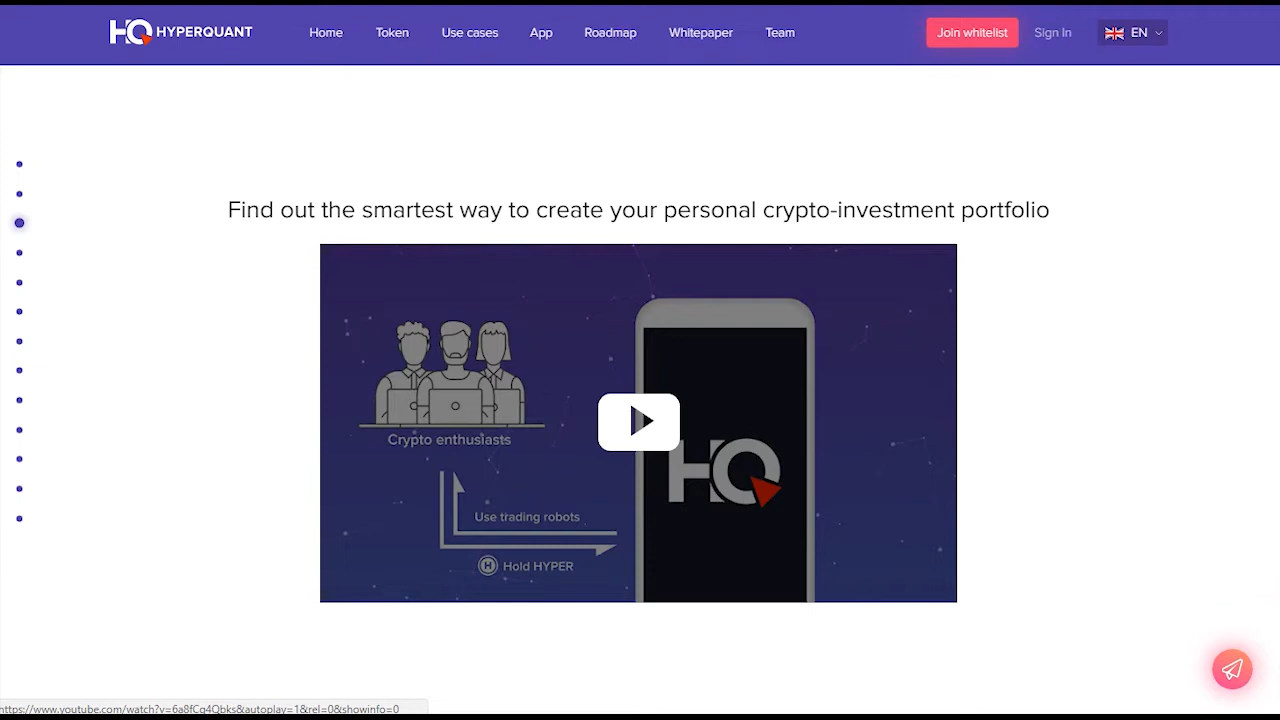 HQ HYPERQUANT
Home
Token
Use cases
App
Roadmap
Whitepaper
Team
Join whitelist
Sign In
EN
Find out the smartest way to create your personal crypto-investment portfolio
Crypto enthusiasts
HQ
Use trading robots
H Hold HYPER
https://www.youtube.com/watch?v=6a8fCq4Qbks&autoplay=1&rel=0&showinfo=0